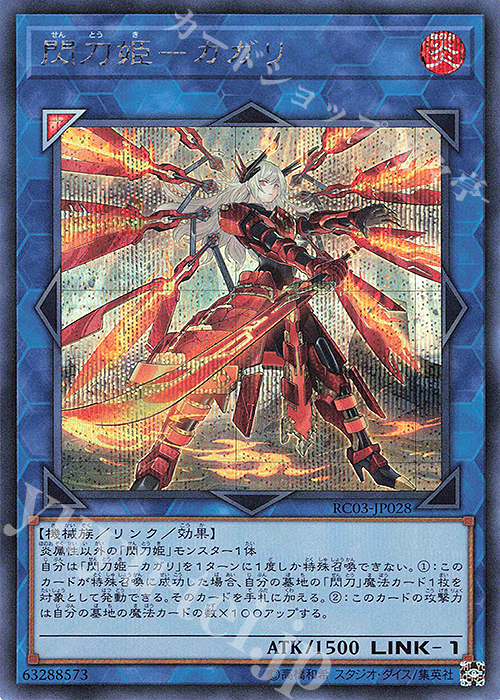 せん とう き
閃刀姫－カガリ
炎
RC03-JP028
【機械族／リンク／効果】
炎属性以外の「閃刀姫」モンスター１体
自分は「閃刀姫－カガリ」を１ターンに１度しか特殊召喚できない。①：この
カードが特殊召喚に成功した場合、自分の墓地の「閃刀」魔法カード１枚を
対象として発動できる。そのカードを手札に加える。②：このカードの攻撃力
は自分の墓地の魔法カードの数×１００アップする。
ATK/1500 LINK-1
63288573
©高橋和希 スタジオ・ダイス/集英社